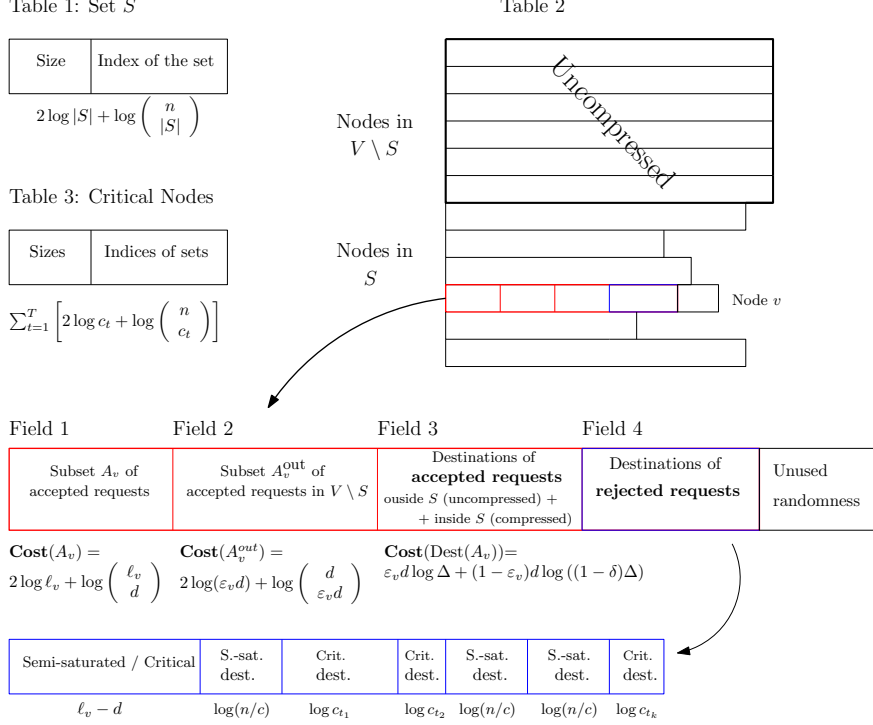 Table 1: Set S
Table 2
Size
Index of the set
2 log |S| + log ( n |S| )
Uncompressed
Nodes in
V \ S
Table 3: Critical Nodes
Sizes
Indices of sets
∑_{t=1}^{T} [ 2 log c_t + log ( n c_t ) ]
Nodes in
S
Node v
Field 1
Field 2
Field 3
Field 4
Subset A_v of
accepted requests
Subset A_v^{out} of
accepted requests in V \ S
Destinations of
accepted requests
ouside S (uncompressed) +
+ inside S (compressed)
Destinations of
rejected requests
Unused
randomness
Cost(A_v) =
2 log ℓ_v + log ( ℓ_v d )
Cost(A_v^{out}) =
2 log(ε_v d) + log ( d ε_v d )
Cost(Dest(A_v))=
ε_v d log Δ + (1 − ε_v)d log ((1 − δ)Δ)
Semi-saturated / Critical
S.-sat.
dest.
Crit.
dest.
Crit.
dest.
S.-sat.
dest.
S.-sat.
dest.
Crit.
dest.
ℓ_v − d
log(n/c)
log c_{t_1}
log c_{t_2}
log(n/c)
log(n/c)
log c_{t_k}